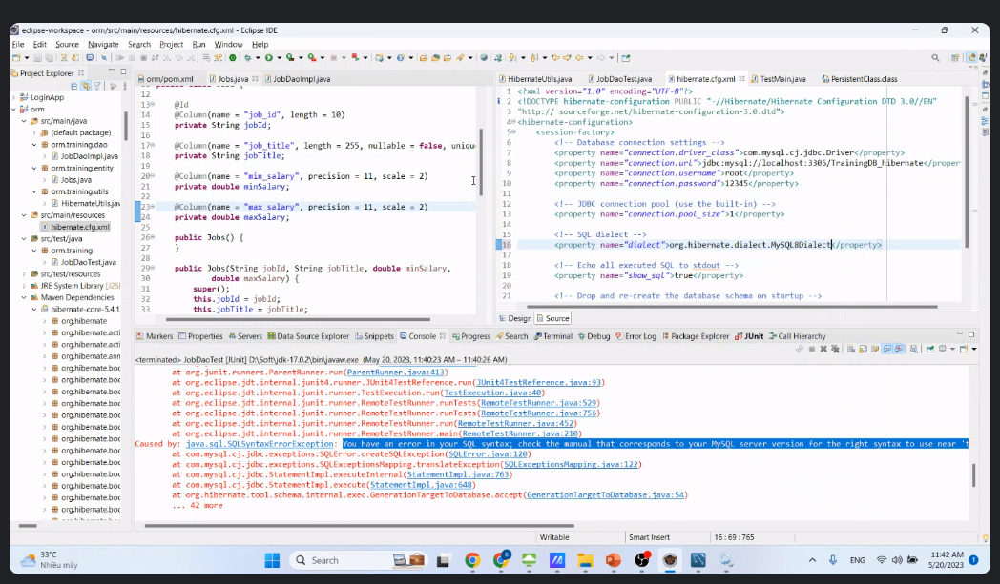 eclipse-workspace - orm/src/main/resources/hibernate.cfg.xml - Eclipse IDE
File Edit Source Navigate Search Project Run Window Help
Project Explorer
LoginApp
orm
src/main/java
(default package)
orm.training.dao
JobDaoImpl.java
orm.training.entity
Jobs.java
orm.training.utils
HibernateUtils.java
src/main/resources
hibernate.cfg.xml
src/test/java
orm.training
JobDaoTest.java
src/test/resources
JRE System Library [J2S
Maven Dependencies
hibernate-core-5.4.1
org.hibernate
org.hibernate.acti
org.hibernate.ann
org.hibernate.boc
org.hibernate.boc
org.hibernate.boc
org.hibernate.boc
org.hibernate.boc
org.hibernate.boc
org.hibernate.boc
org.hibernate.boc
org.hibernate.boc
org.hibernate.boc
org.hibernate.boc
org.hibernate.boc
org.hibernate.boc
org.hibernate.boc
orm/pom.xml Jobs.java JobDaoImpl.java
12
13 @Id
14 @Column(name = "job_id", length = 10)
15 private String jobId;
16
17 @Column(name = "job_title", length = 255, nullable = false, uniqu
18 private String jobTitle;
19
20 @Column(name = "min_salary", precision = 11, scale = 2)
21 private double minSalary;
22
23 @Column(name = "max_salary", precision = 11, scale = 2)
24 private double maxSalary;
25
26 public Jobs() {
27 }
28
29 public Jobs(String jobId, String jobTitle, double minSalary,
30 double maxSalary) {
31 super();
32 this.jobId = jobId;
33 this.jobTitle = jobTitle;
HibernateUtils.java JobDaoTest.java hibernate.cfg.xml TestMain.java PersistentClass.class
1 <?xml version="1.0" encoding="UTF-8"?>
2 <!DOCTYPE hibernate-configuration PUBLIC "-//Hibernate/Hibernate Configuration DTD 3.0//EN"
3 "http:// sourceforge.net/hibernate-configuration-3.0.dtd">
4 <hibernate-configuration>
5 <session-factory>
6 <!-- Database connection settings -->
7 <property name="connection.driver_class">com.mysql.cj.jdbc.Driver</property>
8 <property name="connection.url">jdbc:mysql://localhost:3306/TrainingDB_hibernate</proper
9 <property name="connection.username">root</property>
10 <property name="connection.password">12345</property>
11
12 <!-- JDBC connection pool (use the built-in) -->
13 <property name="connection.pool_size">1</property>
14
15 <!-- SQL dialect -->
16 <property name="dialect">org.hibernate.dialect.MySQL8Dialect</property>
17
18 <!-- Echo all executed SQL to stdout -->
19 <property name="show_sql">true</property>
20
21 <!-- Drop and re-create the database schema on startup -->
Design Source
Markers Properties Servers Data Source Explorer Snippets Console Progress Search Terminal Debug Error Log Package Explorer JUnit Call Hierarchy
<terminated> JobDaoTest [JUnit] D:\Soft\jdk-17.0.2\bin\javaw.exe (May 20, 2023, 11:40:23 AM – 11:40:26 AM)
at org.junit.runners.ParentRunner.run(ParentRunner.java:413)
at org.eclipse.jdt.internal.junit4.runner.JUnit4TestReference.run(JUnit4TestReference.java:93)
at org.eclipse.jdt.internal.junit.runner.TestExecution.run(TestExecution.java:40)
at org.eclipse.jdt.internal.junit.runner.RemoteTestRunner.runTests(RemoteTestRunner.java:529)
at org.eclipse.jdt.internal.junit.runner.RemoteTestRunner.runTests(RemoteTestRunner.java:756)
at org.eclipse.jdt.internal.junit.runner.RemoteTestRunner.run(RemoteTestRunner.java:452)
at org.eclipse.jdt.internal.junit.runner.RemoteTestRunner.main(RemoteTestRunner.java:210)
Caused by: java.sql.SQLSyntaxErrorException: You have an error in your SQL syntax; check the manual that corresponds to your MySQL server version for the right syntax to use near 't
at com.mysql.cj.jdbc.exceptions.SQLError.createSQLException(SQLError.java:120)
at com.mysql.cj.jdbc.exceptions.SQLExceptionsMapping.translateException(SQLExceptionsMapping.java:122)
at com.mysql.cj.jdbc.StatementImpl.executeInternal(StatementImpl.java:763)
at com.mysql.cj.jdbc.StatementImpl.execute(StatementImpl.java:648)
at org.hibernate.tool.schema.internal.exec.GenerationTargetToDatabase.accept(GenerationTargetToDatabase.java:54)
... 42 more
Writable Smart Insert 16 : 69 : 765
33°C
Nhiều mây
Search
ENG
11:42 AM
5/20/2023